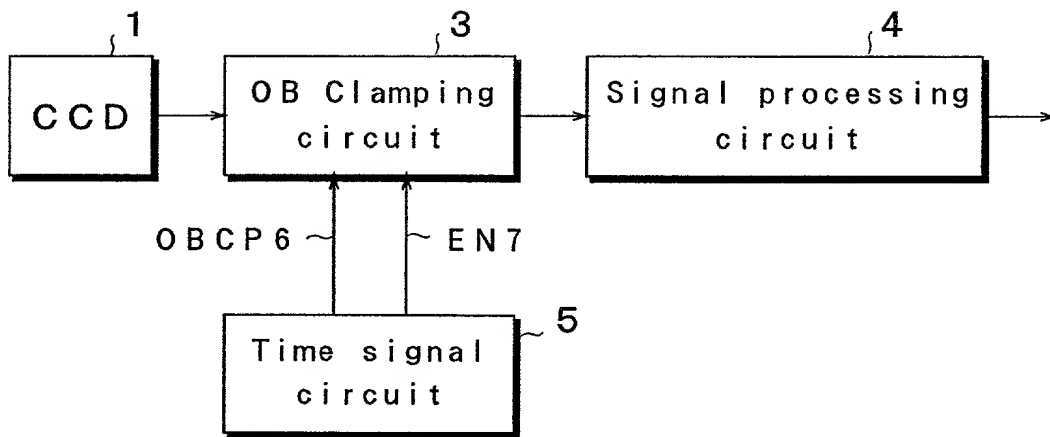 1
3
4
CCD
OB Clamping
circuit
Signal processing
circuit
OBCP6
EN7
5
Time signal
circuit